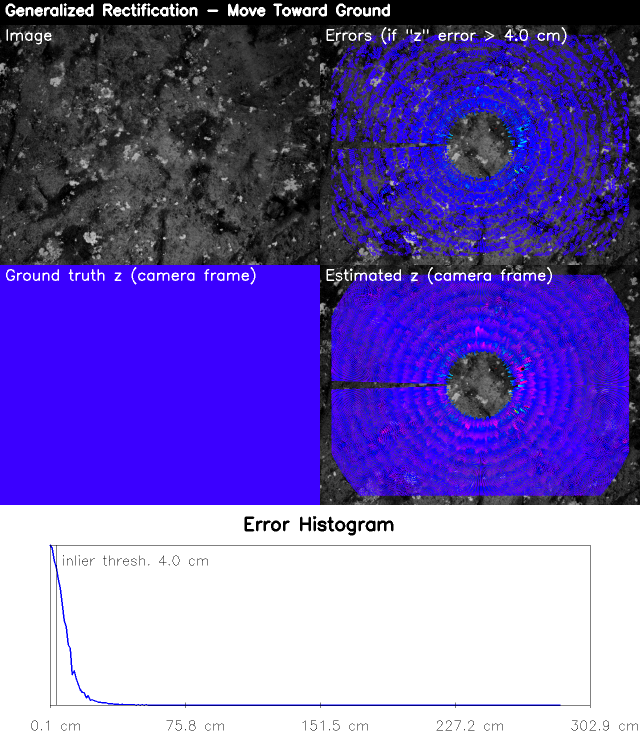 Generalized Rectification – Move Toward Ground
Image
Errors (if "z" error > 4.0 cm)
Ground truth z (camera frame)
Estimated z (camera frame)
Error Histogram
inlier thresh. 4.0 cm
0.1 cm
75.8 cm
151.5 cm
227.2 cm
302.9 cm